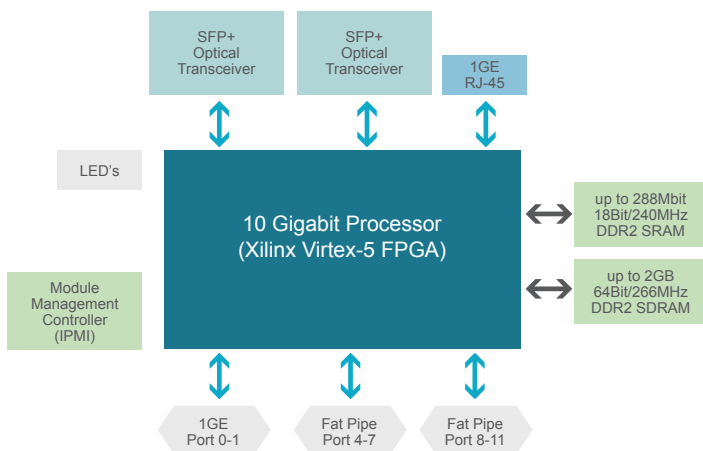 SFP+
Optical
Transceiver
SFP+
Optical
Transceiver
1GE
RJ-45
LED's
10 Gigabit Processor
(Xilinx Virtex-5 FPGA)
up to 288Mbit
18Bit/240MHz
DDR2 SRAM
Module
Management
Controller
(IPMI)
up to 2GB
64Bit/266MHz
DDR2 SDRAM
1GE
Port 0-1
Fat Pipe
Port 4-7
Fat Pipe
Port 8-11